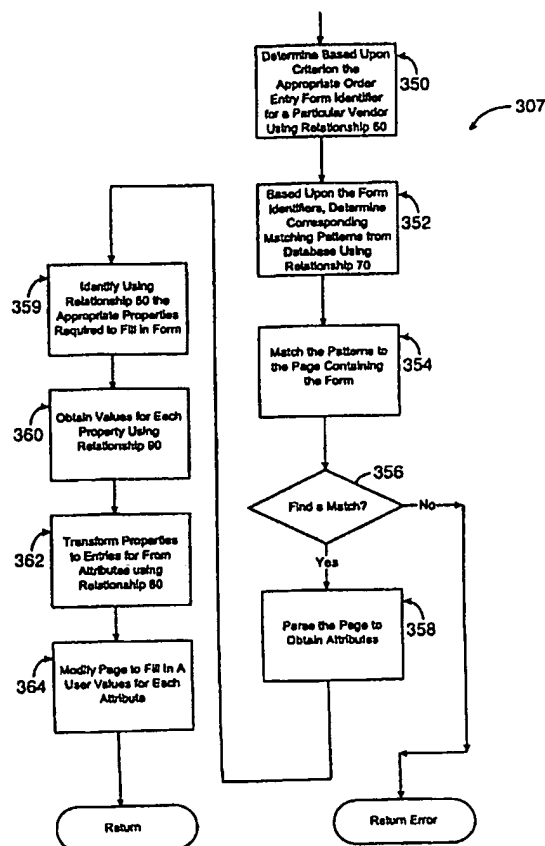 Determine Based Upon
Criterion the
Appropriate Order
Entry Form Identifier
for a Particular Vendor
Using Relationship 50
350
307
Based Upon the Form
Identifiers, Determine
Corresponding
Matching Patterns from
Database Using
Relationship 70
352
Match the Patterns to
the Page Containing
the Form
354
356
Find a Match?
No
Yes
Parse the Page to
Obtain Attributes
358
Identify Using
Relationship 60 the
Appropriate Properties
Required to Fill in Form
359
Obtain Values for Each
Property Using
Relationship 90
360
Transform Properties
to Entries for From
Attributes using
Relationship 60
362
Modify Page to Fill In A
User Values for Each
Attribute
364
Return
Return Error